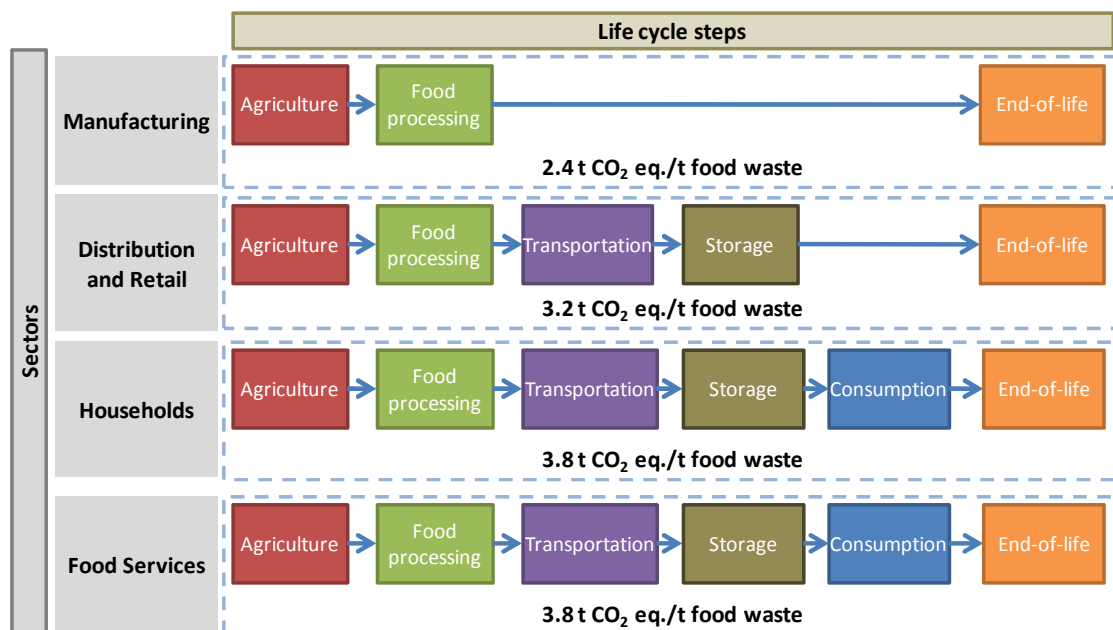 Life cycle steps
Sectors
Manufacturing
Agriculture
Food
processing
End-of-life
2.4 t CO₂ eq./t food waste
Distribution
and Retail
Agriculture
Food
processing
Transportation
Storage
End-of-life
3.2 t CO₂ eq./t food waste
Households
Agriculture
Food
processing
Transportation
Storage
Consumption
End-of-life
3.8 t CO₂ eq./t food waste
Food Services
Agriculture
Food
processing
Transportation
Storage
Consumption
End-of-life
3.8 t CO₂ eq./t food waste